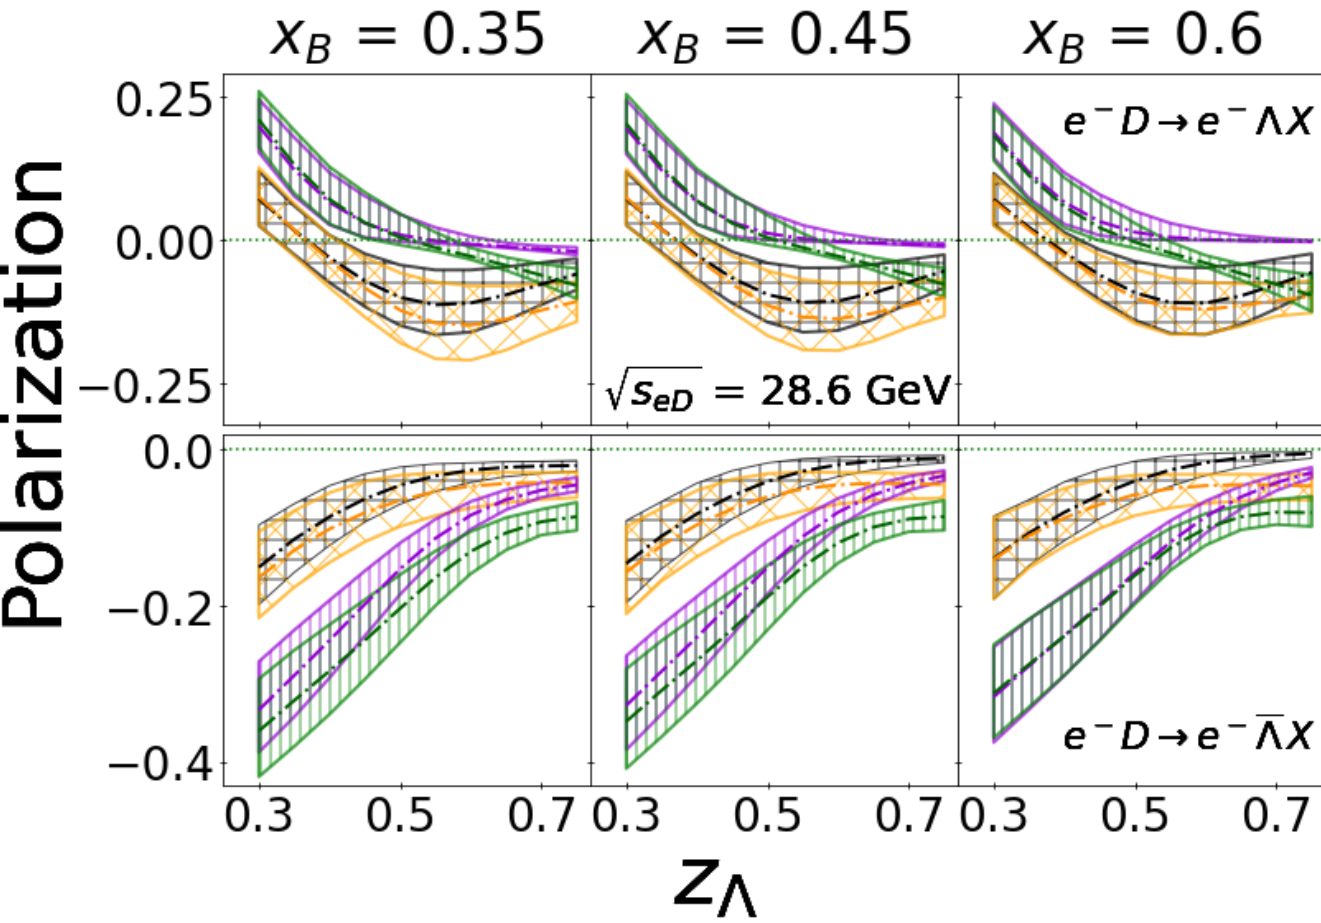 x_B = 0.35 x_B = 0.45 x_B = 0.6
Polarization
0.25
0.00
−0.25
e⁻D→e⁻ΛX
√s_{eD} = 28.6 GeV
0.0
−0.2
−0.4
e⁻D→e⁻Λ̅X
0.3 0.5 0.7 0.3 0.5 0.7 0.3 0.5 0.7
z_Λ